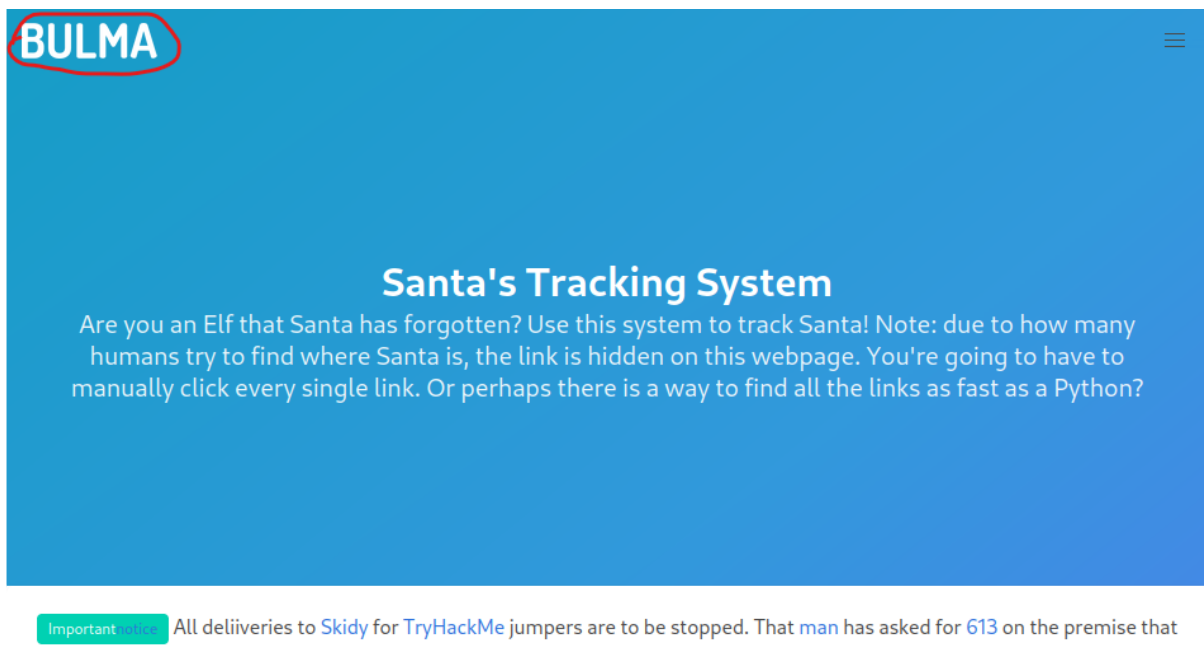 BULMA
Santa's Tracking System
Are you an Elf that Santa has forgotten? Use this system to track Santa! Note: due to how many
humans try to find where Santa is, the link is hidden on this webpage. You're going to have to
manually click every single link. Or perhaps there is a way to find all the links as fast as a Python?
Importantnotice All deliiveries to Skidy for TryHackMe jumpers are to be stopped. That man has asked for 613 on the premise that